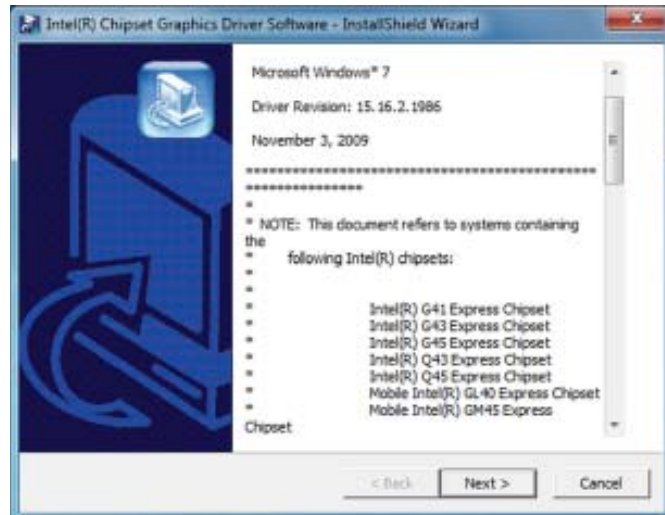 Intel(R) Chipset Graphics Driver Software - InstallShield Wizard
Microsoft Windows* 7
Driver Revision: 15.16.2.1986
November 3, 2009
*********************************************
***************
*
* NOTE: This document refers to systems containing
the
* following Intel(R) chipsets:
*
*
* Intel(R) G41 Express Chipset
* Intel(R) G43 Express Chipset
* Intel(R) G45 Express Chipset
* Intel(R) Q43 Express Chipset
* Intel(R) Q45 Express Chipset
* Mobile Intel(R) GL40 Express Chipset
* Mobile Intel(R) GM45 Express
Chipset
< Back Next > Cancel